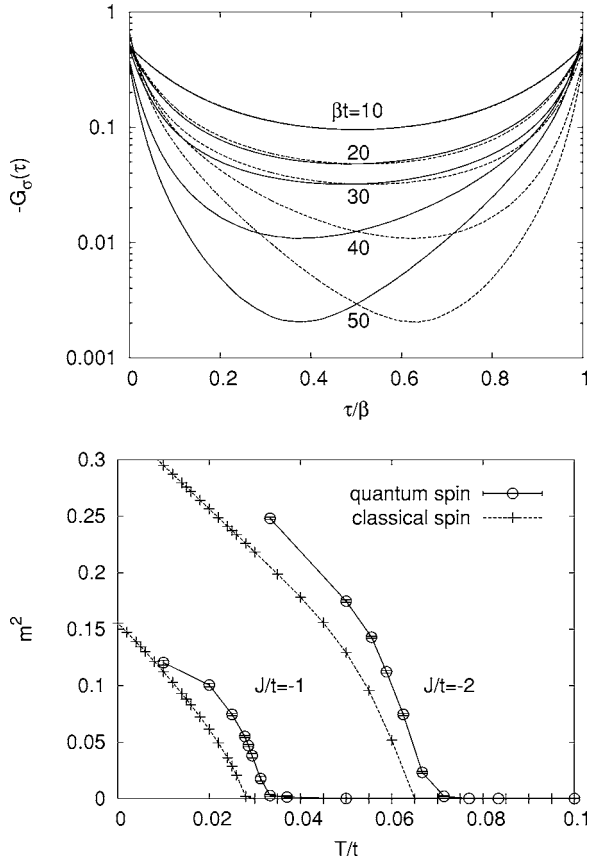 1
0.1
0.01
0.001
-Gσ(τ)
βt=10
20
30
40
50
0 0.2 0.4 0.6 0.8 1
τ/β
0.3
0.25
0.2
0.15
0.1
0.05
0
m²
quantum spin
classical spin
J/t=-1 J/t=-2
0 0.02 0.04 0.06 0.08 0.1
T/t